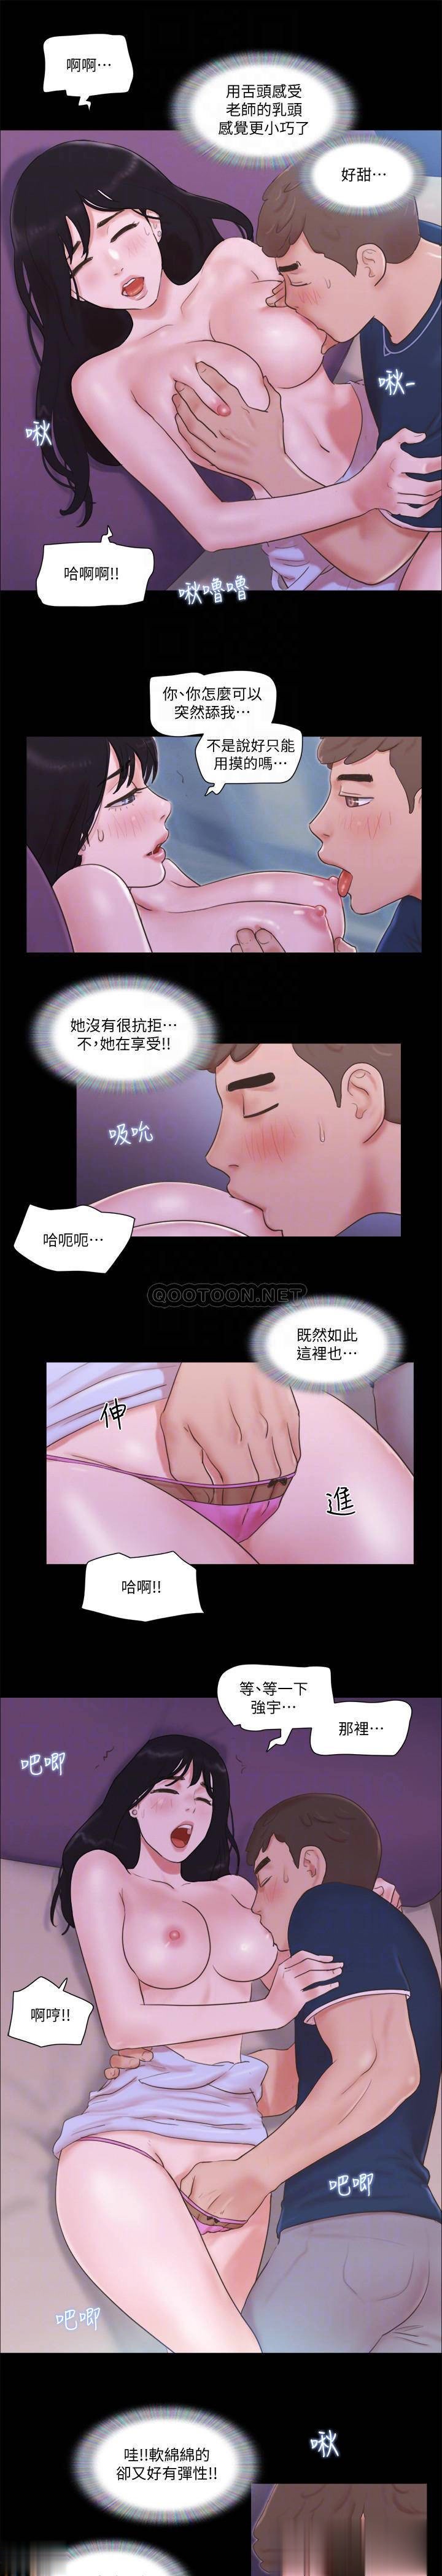 啊啊…
用舌頭感受
老師的乳頭
感覺更小巧了
好甜…
啾-
啾
哈啊啊!!
啾嚕嚕
你、你怎麼可以
突然舔我…
不是說好只能
用摸的嗎…
她沒有很抗拒…
不,她在享受!!
吸吮
哈呃呃…
QOOTOON.NET
既然如此
這裡也…
伸
進
哈啊!!
等、等一下
強宇…
那裡…
吧唧
啊哼!!
吧唧
吧唧
哇!!軟綿綿的
卻又好有彈性!!
啾